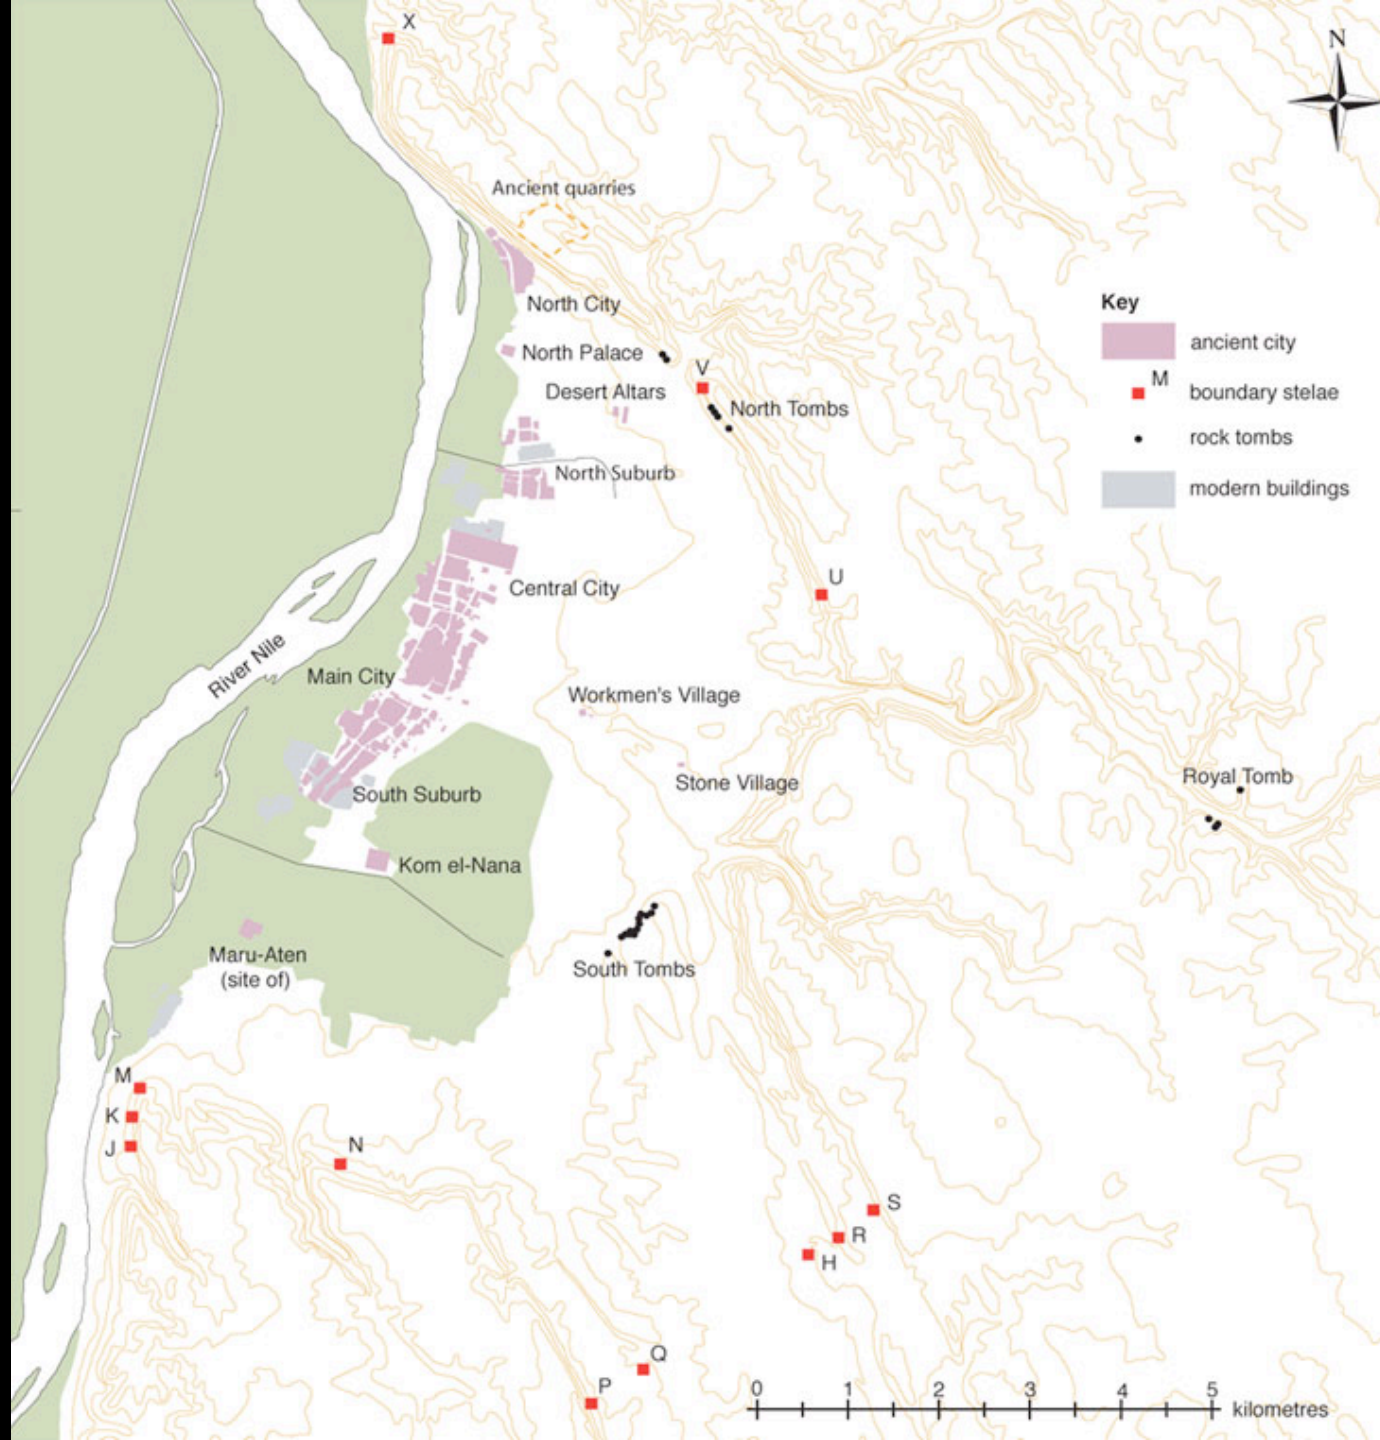 X
N
Ancient quarries
North City
Key
North Palace
ancient city
V
Desert Altars
M
boundary stelae
North Tombs
rock tombs
North Suburb
modern buildings
U
Central City
River Nile
Main City
Workmen's Village
Stone Village
Royal Tomb
South Suburb
Kom el-Nana
Maru-Aten
(site of)
South Tombs
M
K
J
N
S
R
H
Q
P
0 1 2 3 4 5
kilometres